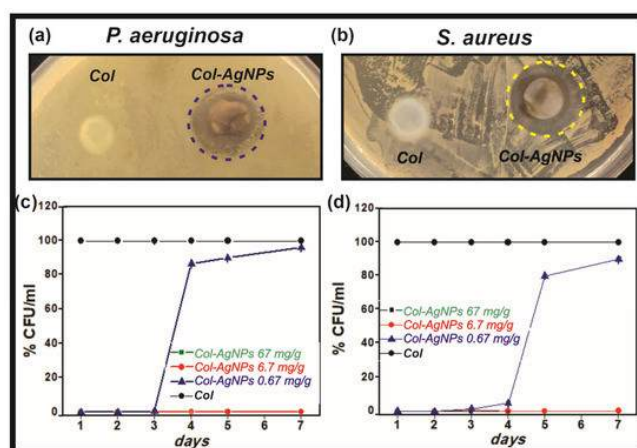 (a) P. aeruginosa
Col Col-AgNPs
(b) S. aureus
Col Col-AgNPs
(c)
% CFU/ml
120
100
80
60
40
20
0
Col-AgNPs 67 mg/g
Col-AgNPs 6.7 mg/g
Col-AgNPs 0.67 mg/g
Col
1 2 3 4 5 6 7
days
(d)
% CFU/ml
120
100
80
60
40
20
0
Col-AgNPs 67 mg/g
Col-AgNPs 6.7 mg/g
Col-AgNPs 0.67 mg/g
Col
1 2 3 4 5 6 7
days